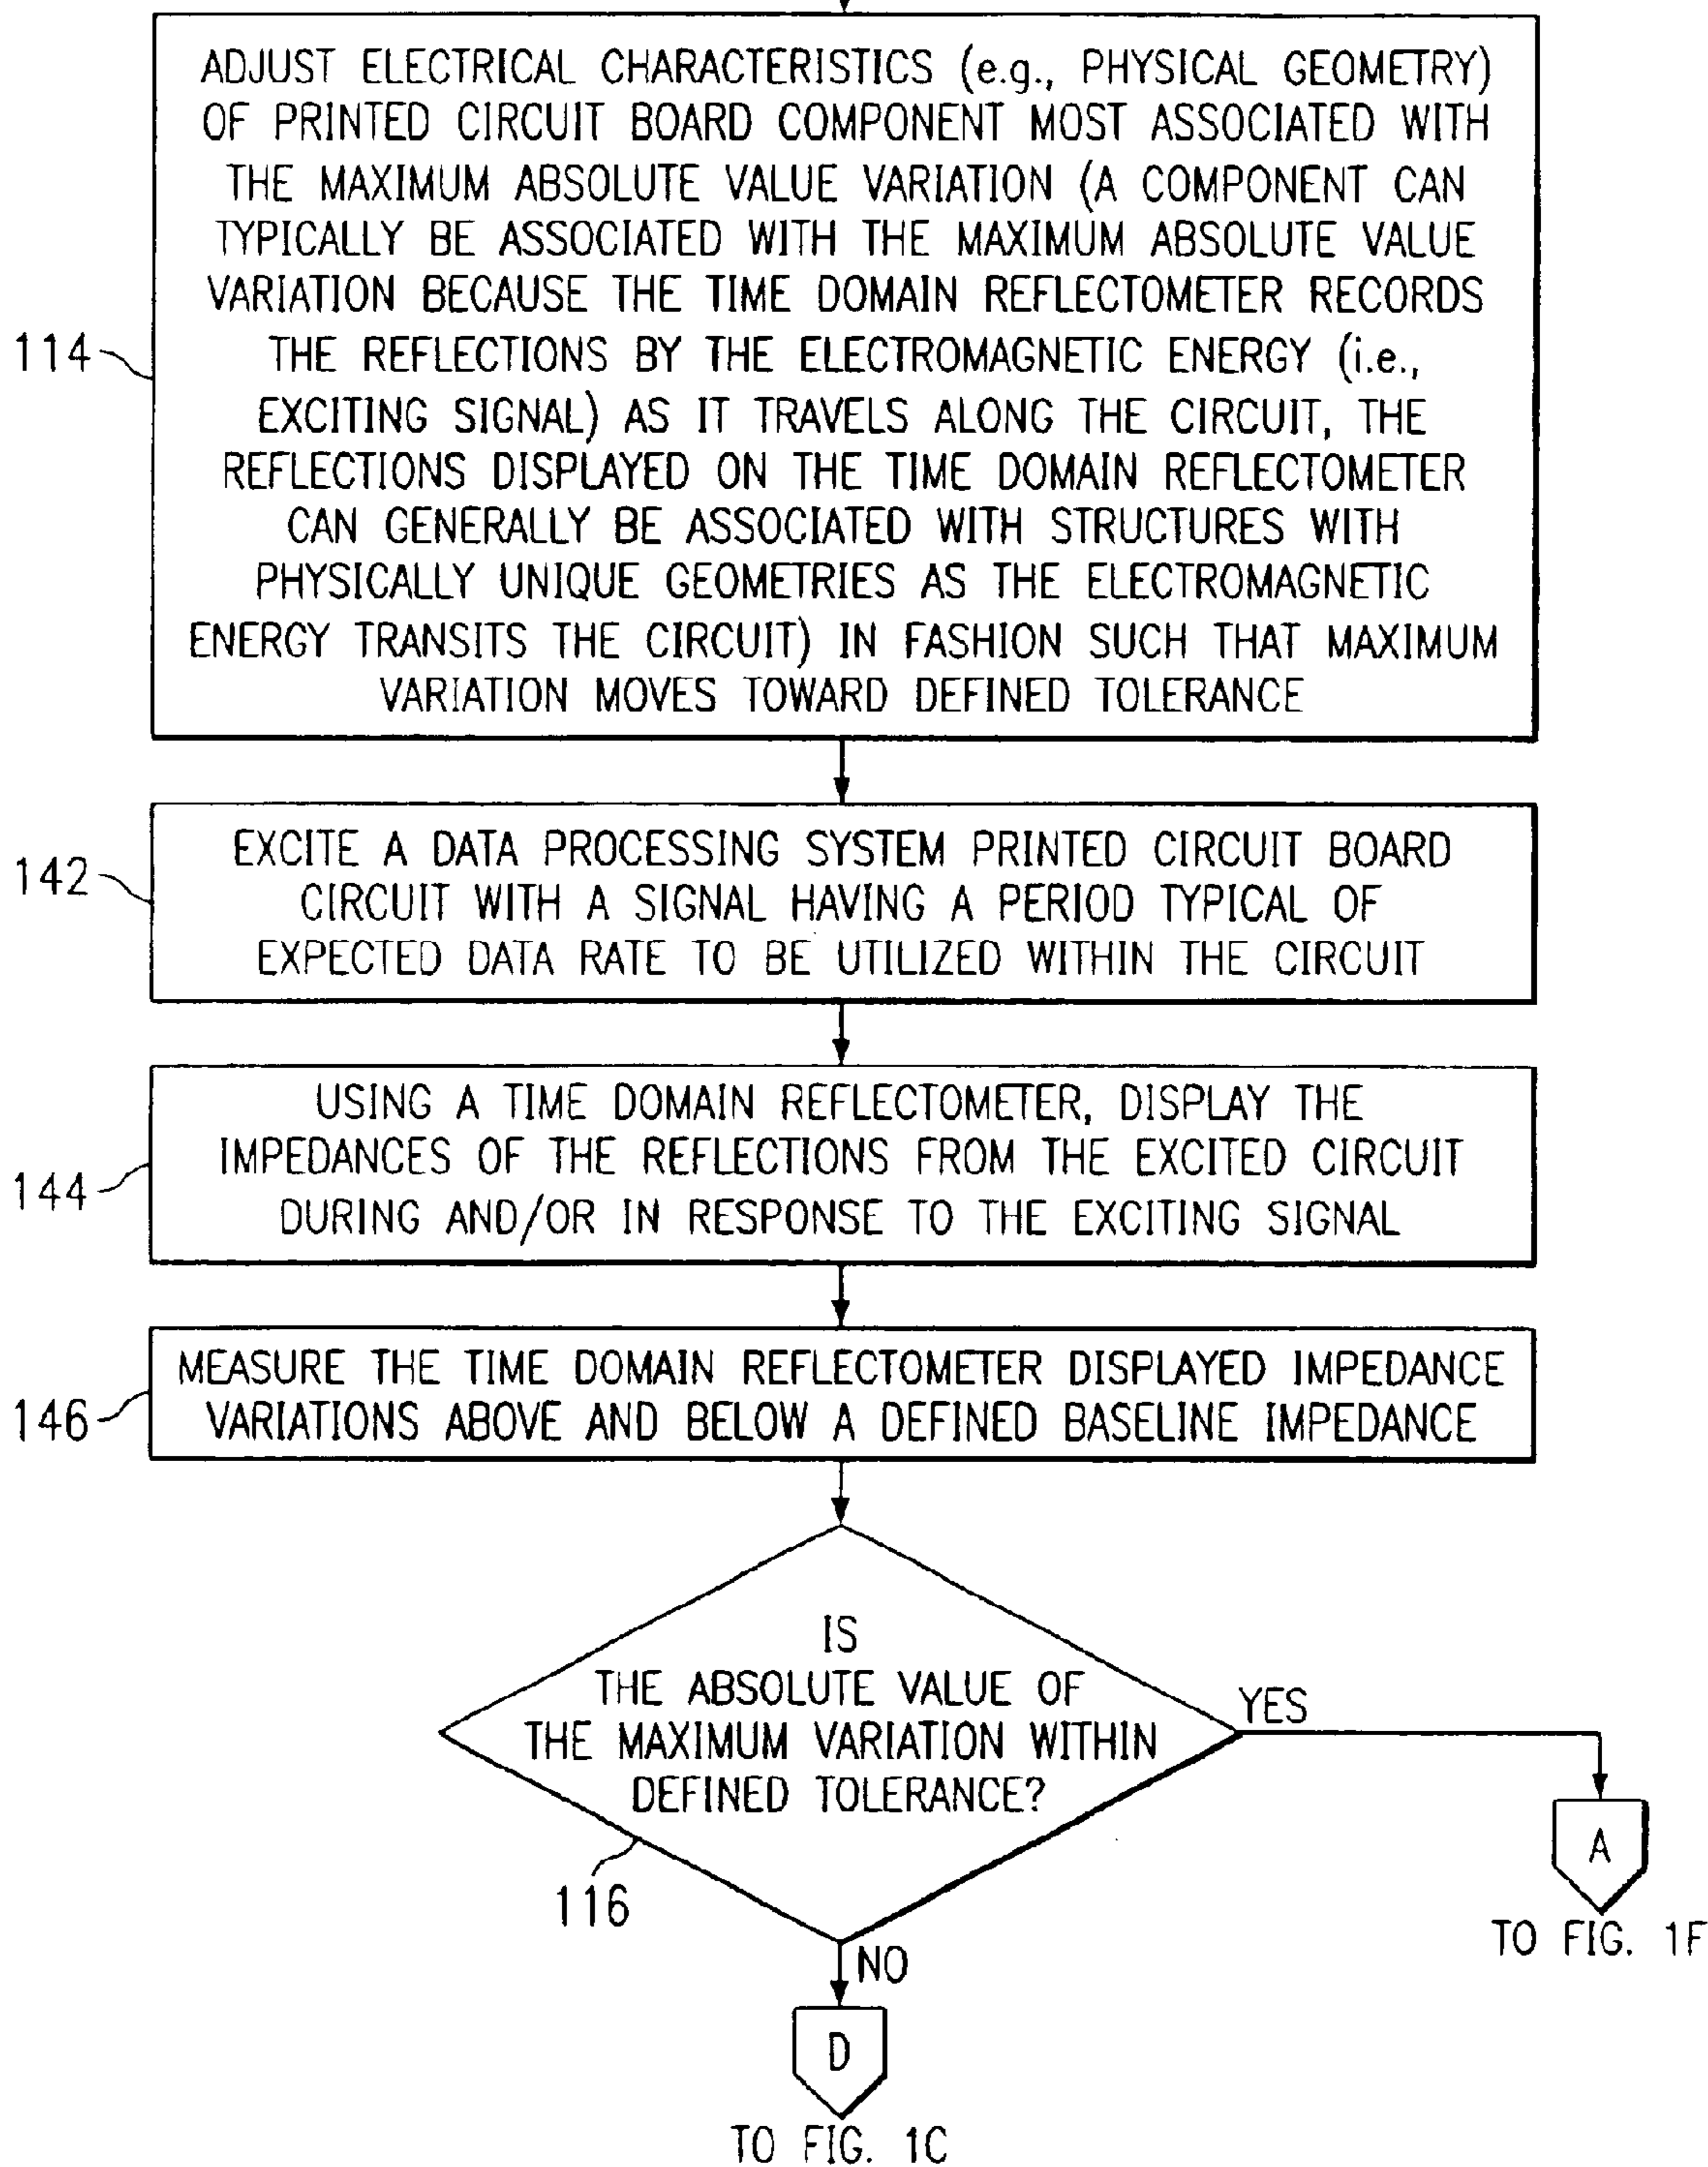 ADJUST ELECTRICAL CHARACTERISTICS (e.g., PHYSICAL GEOMETRY)
OF PRINTED CIRCUIT BOARD COMPONENT MOST ASSOCIATED WITH
THE MAXIMUM ABSOLUTE VALUE VARIATION (A COMPONENT CAN
TYPICALLY BE ASSOCIATED WITH THE MAXIMUM ABSOLUTE VALUE
VARIATION BECAUSE THE TIME DOMAIN REFLECTOMETER RECORDS
THE REFLECTIONS BY THE ELECTROMAGNETIC ENERGY (i.e.,
EXCITING SIGNAL) AS IT TRAVELS ALONG THE CIRCUIT, THE
REFLECTIONS DISPLAYED ON THE TIME DOMAIN REFLECTOMETER
CAN GENERALLY BE ASSOCIATED WITH STRUCTURES WITH
PHYSICALLY UNIQUE GEOMETRIES AS THE ELECTROMAGNETIC
ENERGY TRANSITS THE CIRCUIT) IN FASHION SUCH THAT MAXIMUM
VARIATION MOVES TOWARD DEFINED TOLERANCE
114
EXCITE A DATA PROCESSING SYSTEM PRINTED CIRCUIT BOARD
CIRCUIT WITH A SIGNAL HAVING A PERIOD TYPICAL OF
EXPECTED DATA RATE TO BE UTILIZED WITHIN THE CIRCUIT
142
USING A TIME DOMAIN REFLECTOMETER, DISPLAY THE
IMPEDANCES OF THE REFLECTIONS FROM THE EXCITED CIRCUIT
DURING AND/OR IN RESPONSE TO THE EXCITING SIGNAL
144
MEASURE THE TIME DOMAIN REFLECTOMETER DISPLAYED IMPEDANCE
VARIATIONS ABOVE AND BELOW A DEFINED BASELINE IMPEDANCE
146
IS
THE ABSOLUTE VALUE OF
THE MAXIMUM VARIATION WITHIN
DEFINED TOLERANCE?
116
YES
A
TO FIG. 1F
NO
D
TO FIG. 1C